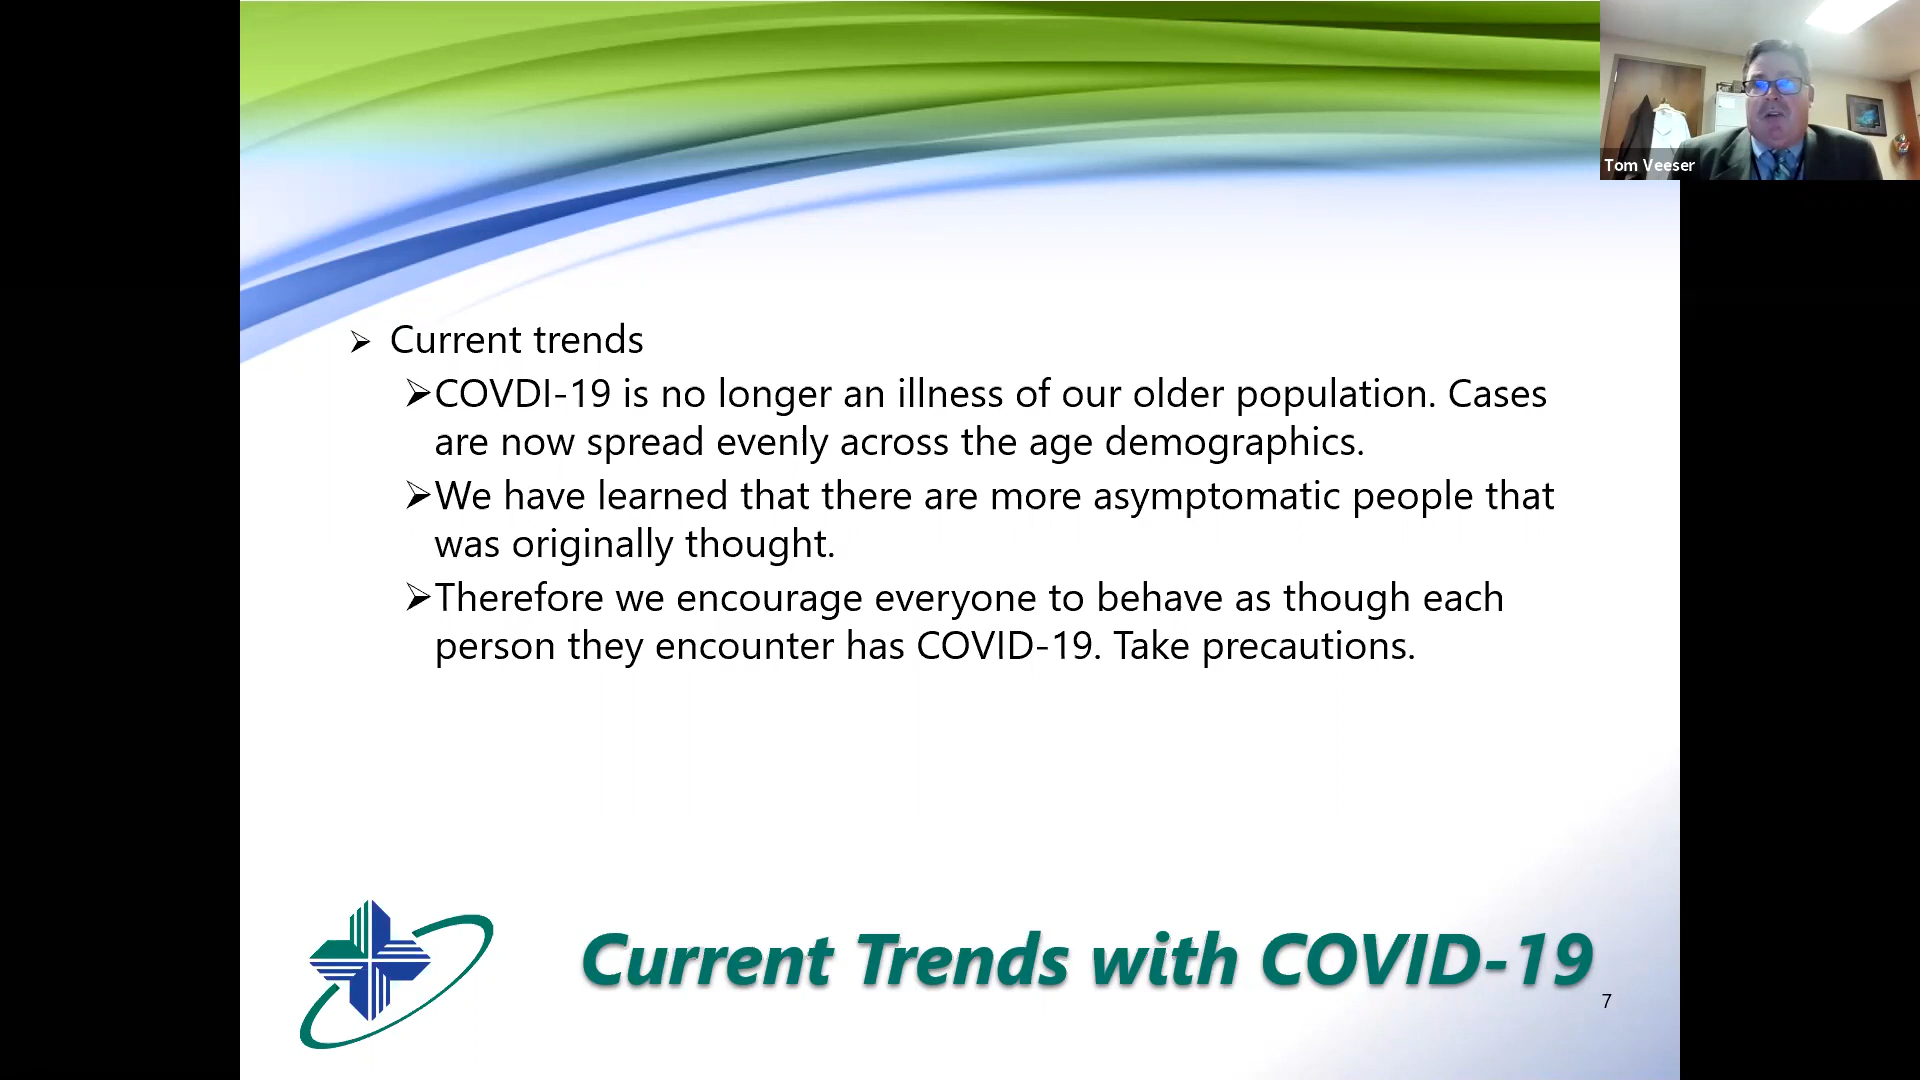 Tom Veeser
➢ Current trends
➢COVDI-19 is no longer an illness of our older population. Cases
are now spread evenly across the age demographics.
➢We have learned that there are more asymptomatic people that
was originally thought.
➢Therefore we encourage everyone to behave as though each
person they encounter has COVID-19. Take precautions.
Current Trends with COVID-19
7